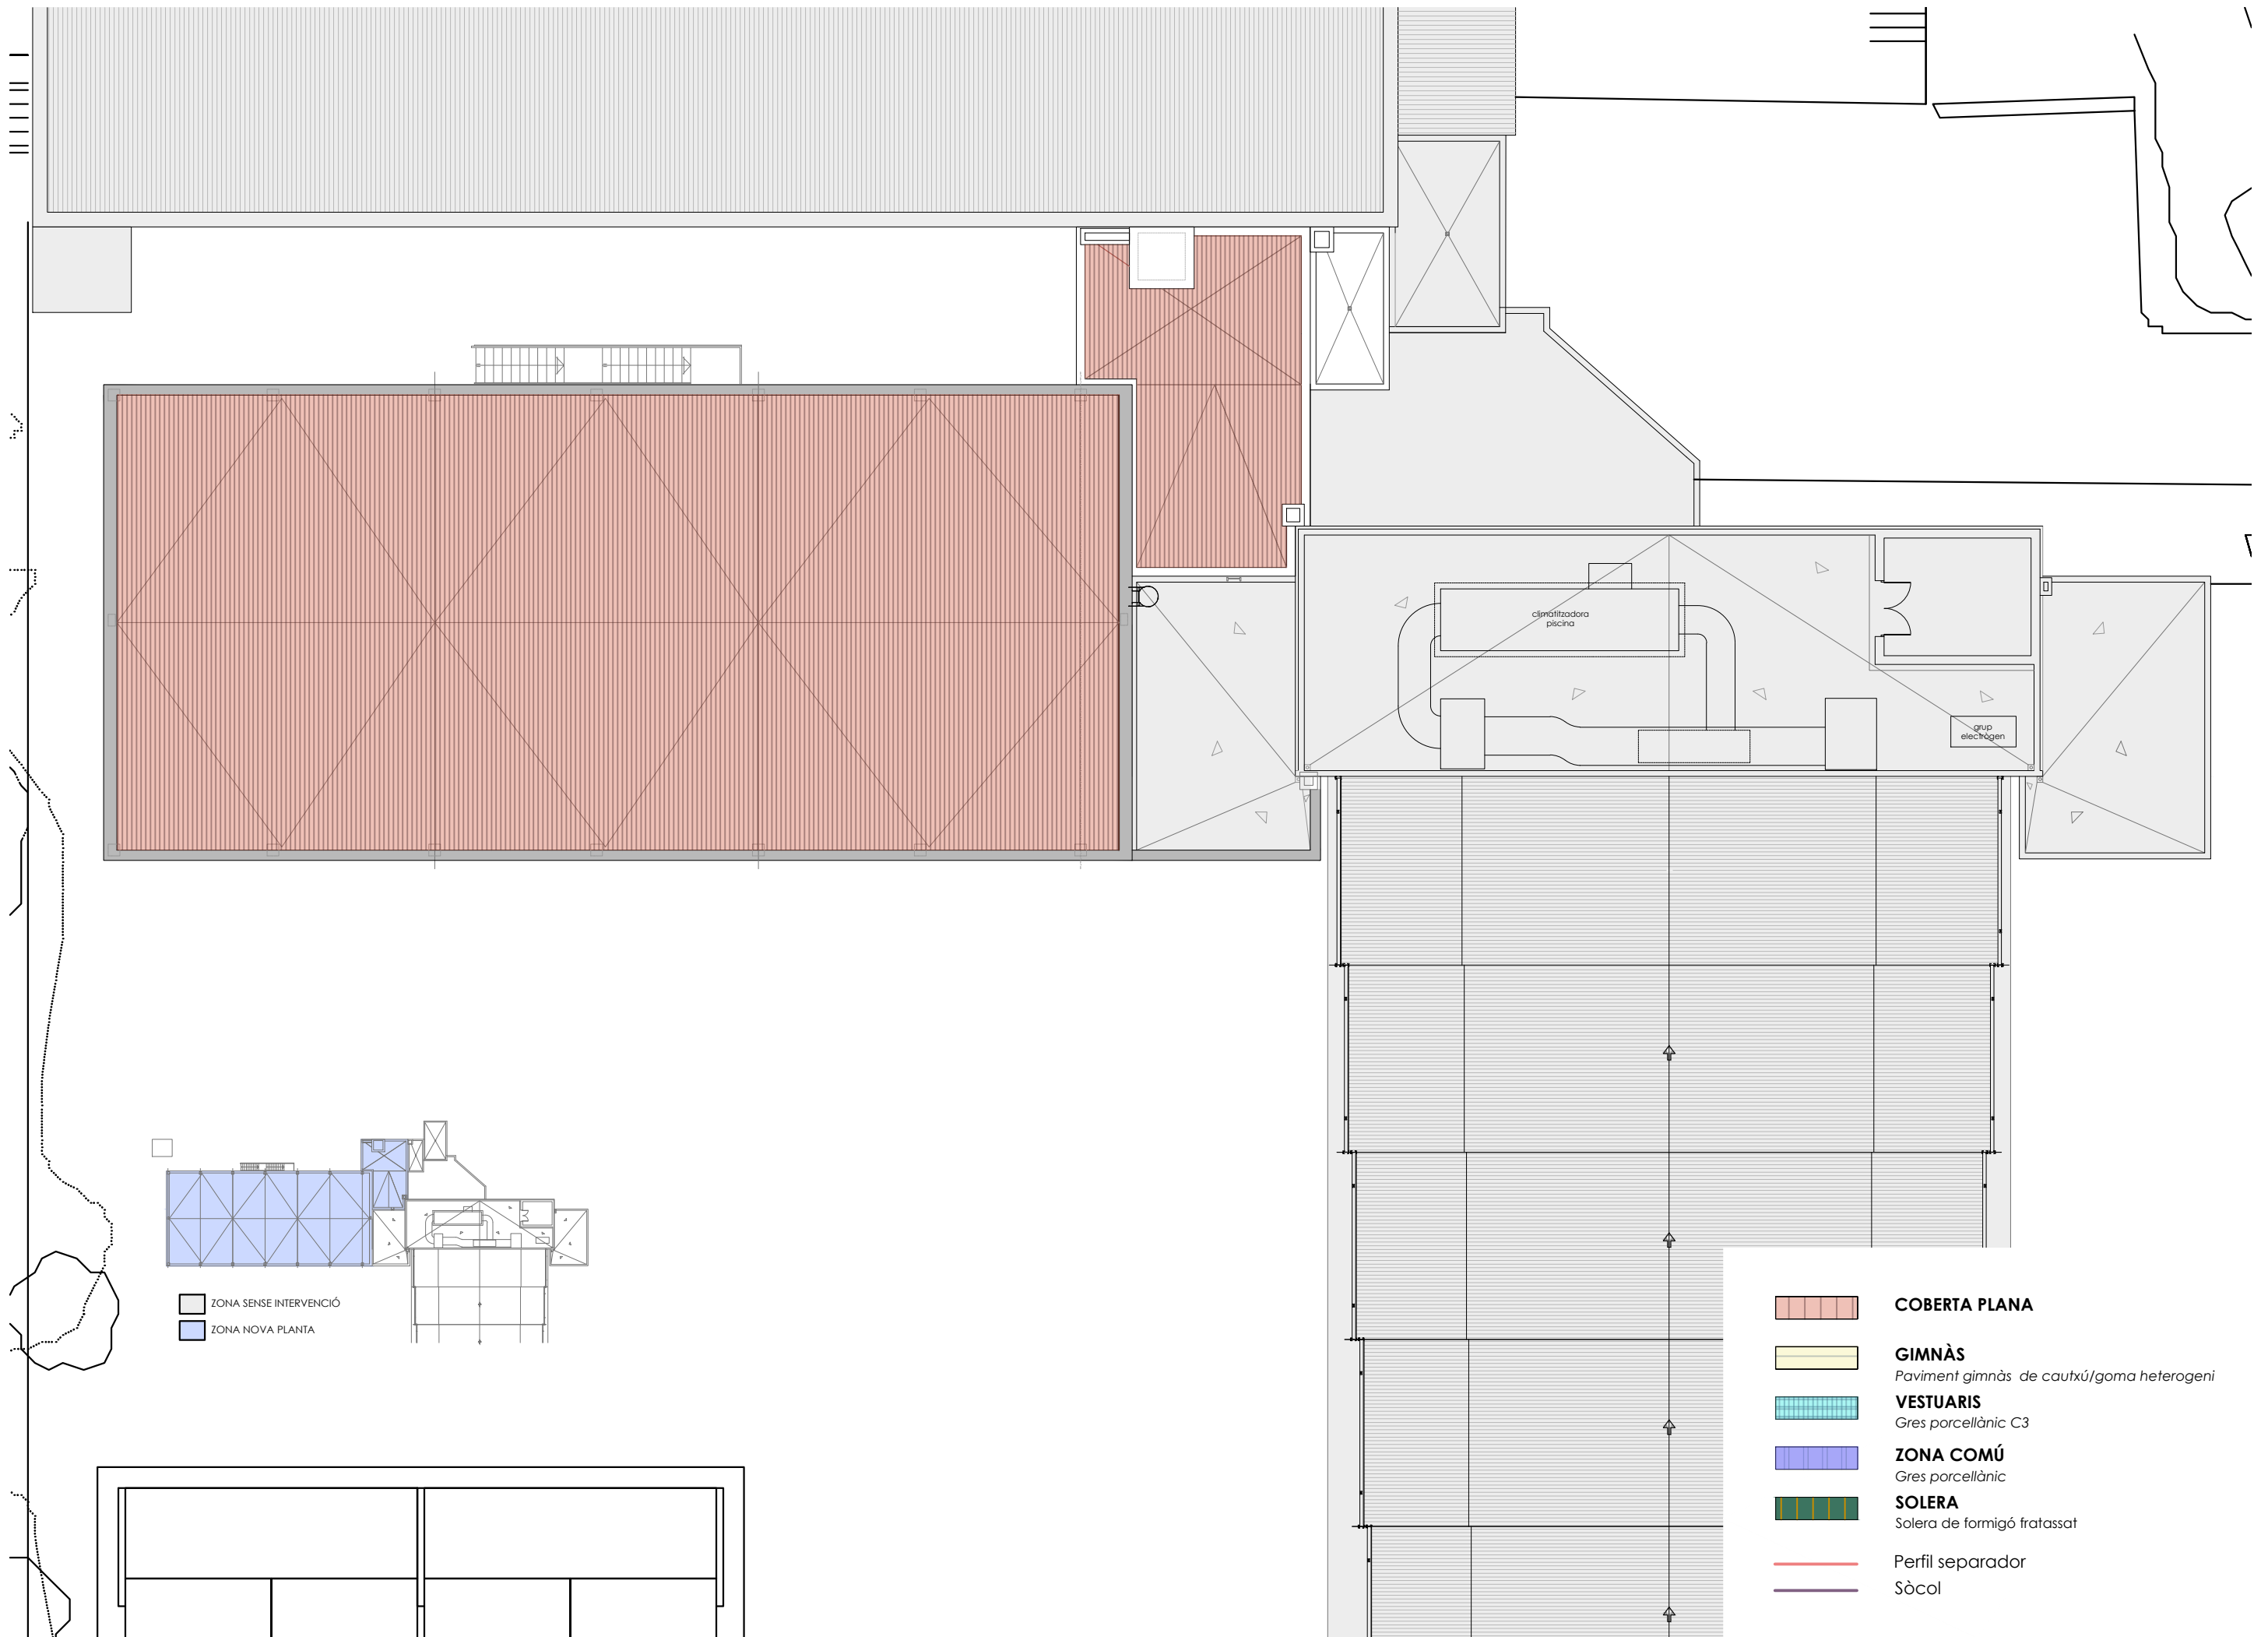 climatitzadora
piscina
grup
electrògen
ZONA SENSE INTERVENCIÓ
ZONA NOVA PLANTA
COBERTA PLANA
GIMNÀS
Paviment gimnàs de cautxú/goma heterogeni
VESTUARIS
Gres porcellànic C3
ZONA COMÚ
Gres porcellànic
SOLERA
Solera de formigó fratassat
Perfil separador
Sòcol